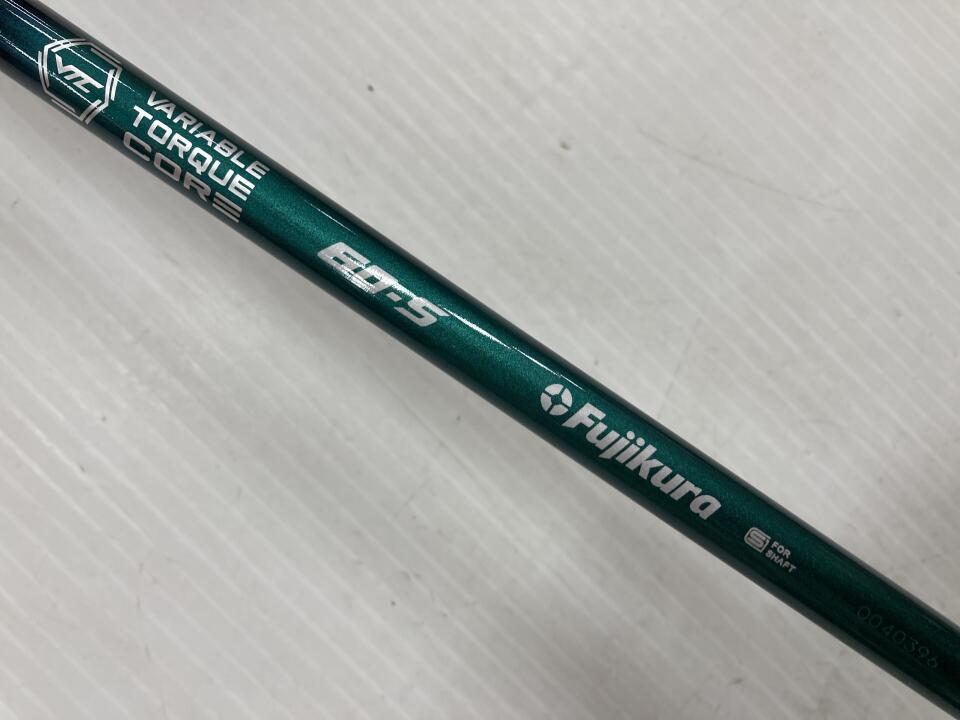 VTC
VARIABLE
TORQUE
CORE
60-S
Fujikura
S FOR
SHAFT
0040396